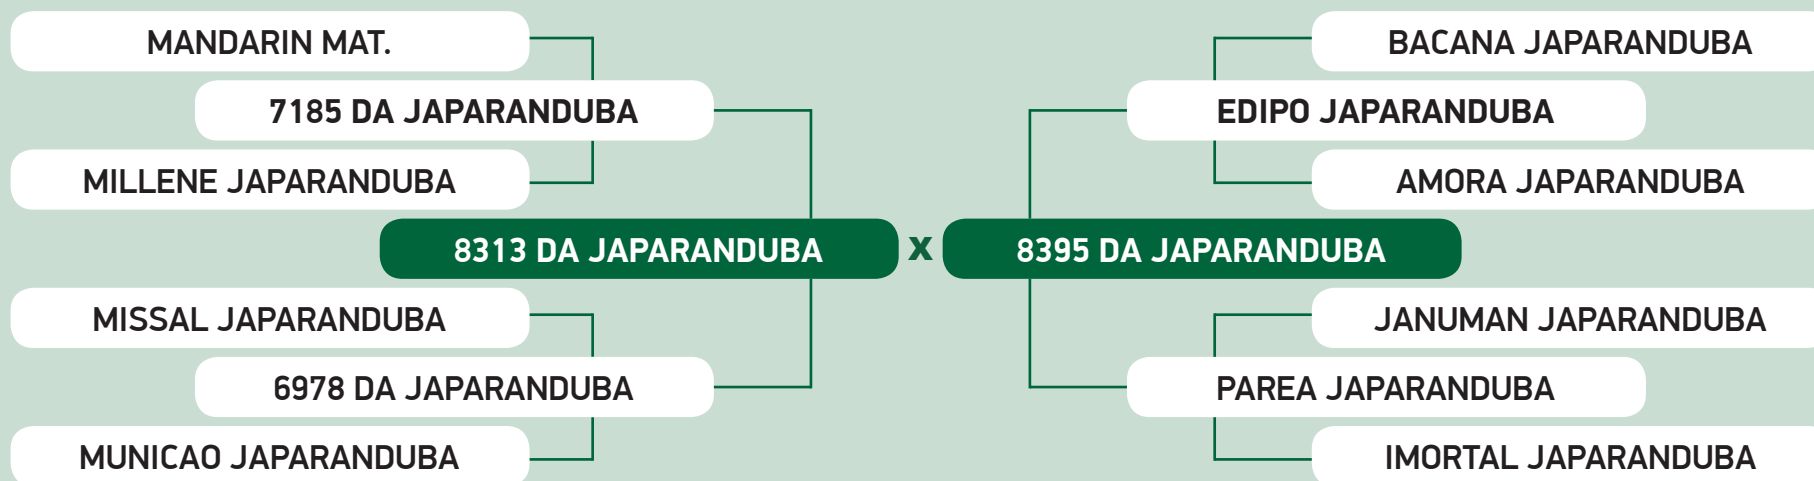 MANDARIN MAT.
BACANA JAPARANDUBA
7185 DA JAPARANDUBA
EDIPO JAPARANDUBA
MILLENE JAPARANDUBA
AMORA JAPARANDUBA
8313 DA JAPARANDUBA X 8395 DA JAPARANDUBA
MISSAL JAPARANDUBA
JANUMAN JAPARANDUBA
6978 DA JAPARANDUBA
PAREA JAPARANDUBA
MUNICAO JAPARANDUBA
IMORTAL JAPARANDUBA